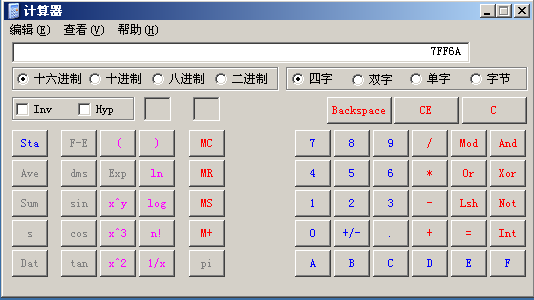 计算器
编辑(E) 查看(V) 帮助(H)
7FF6A
十六进制 十进制 八进制 二进制 四字 双字 单字 字节
Inv Hyp Backspace CE C
Sta F-E ( ) MC 7 8 9 / Mod And
Ave dms Exp ln MR 4 5 6 * Or Xor
Sum sin x^y log MS 1 2 3 - Lsh Not
s cos x^3 n! M+ 0 +/- . + = Int
Dat tan x^2 1/x pi A B C D E F